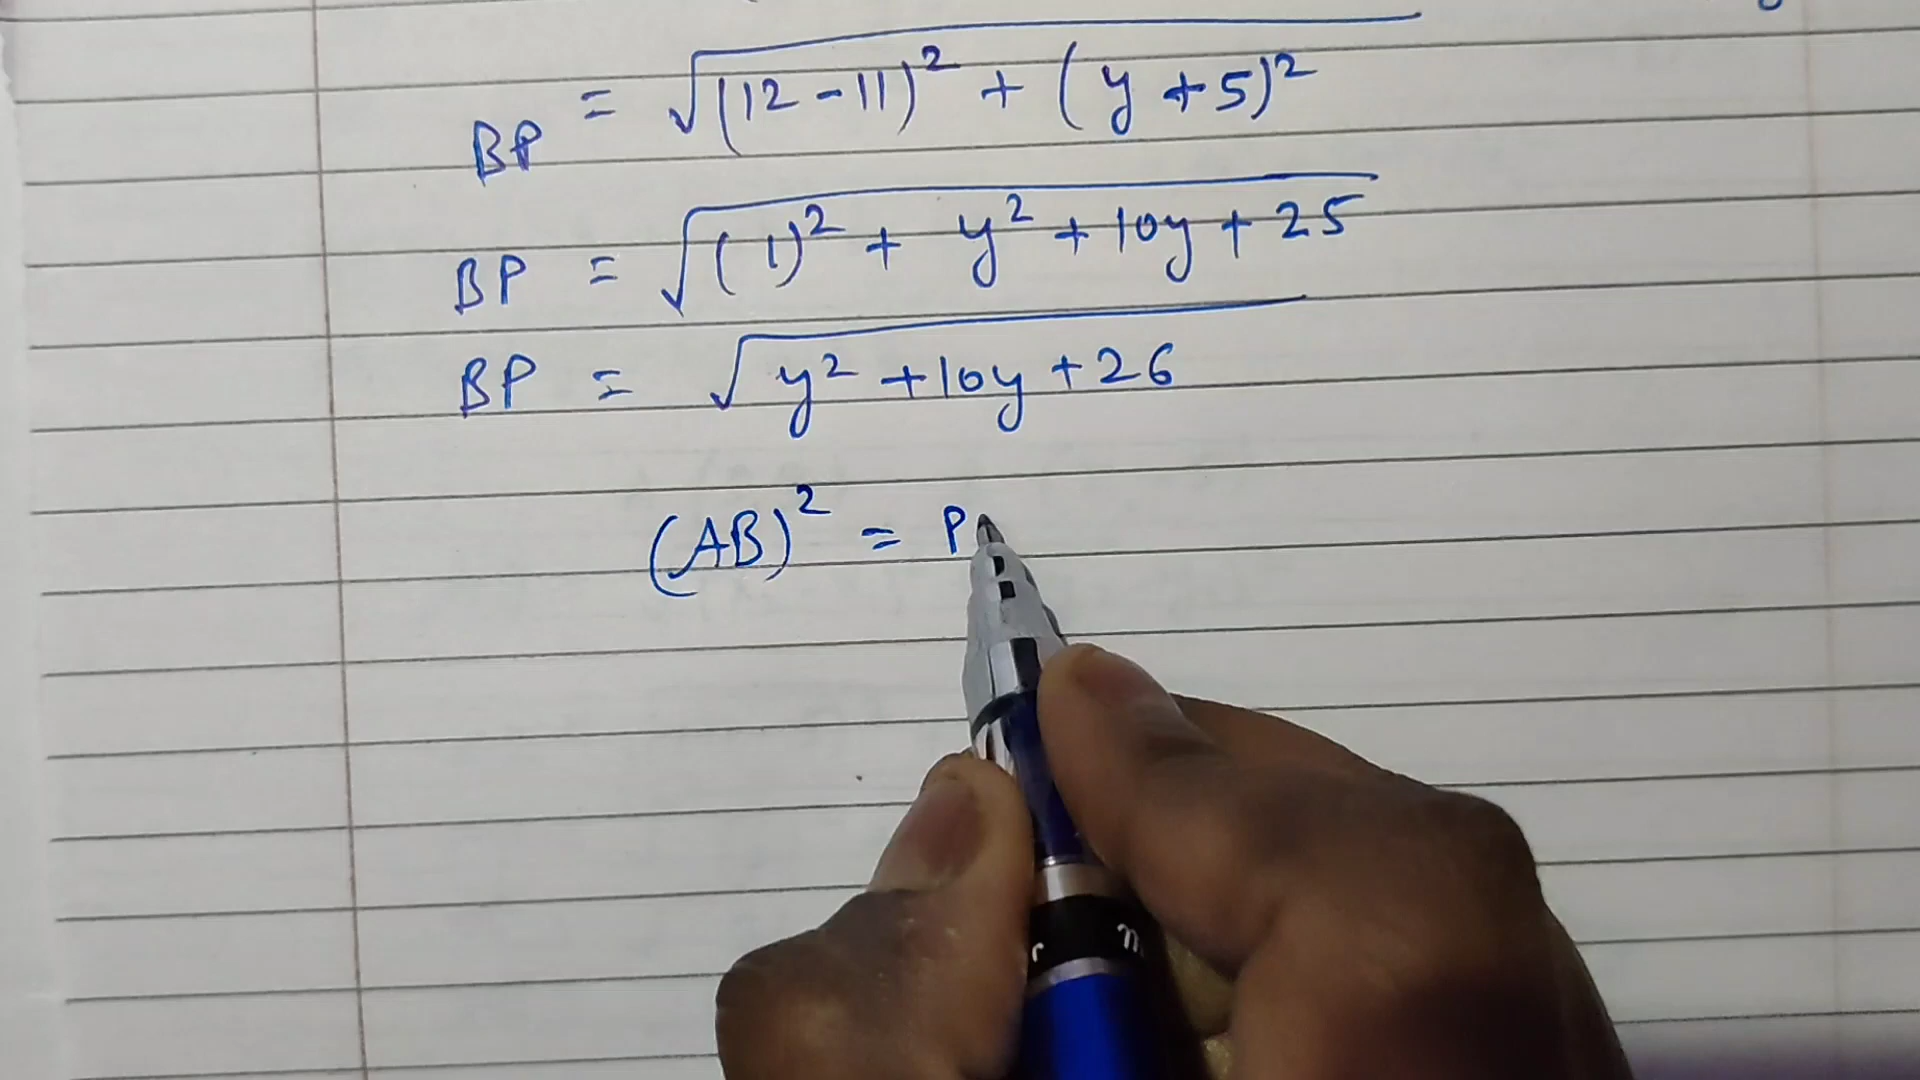 BP = √(12-11)² + (y+5)²
BP = √(1)² + y² + 10y + 25
BP = √y² + 10y + 26
(AB)² = P